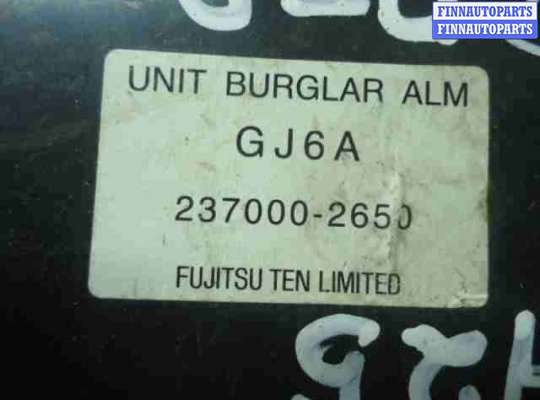 FINNAUTOPARTS
FINNAUTOPARTS
UNIT BURGLAR ALM
GJ6A
237000-2650
FUJITSU TEN LIMITED